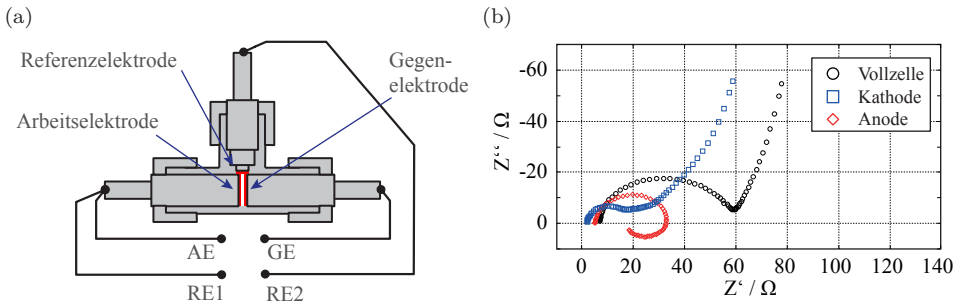 (a)
Referenzelektrode
Gegen-
elektrode
Arbeitselektrode
AE
GE
RE1
RE2
(b)
Z‘‘ / Ω
-60
-40
-20
0
0
20
40
60
80
100
120
140
Z‘ / Ω
Vollzelle
Kathode
Anode